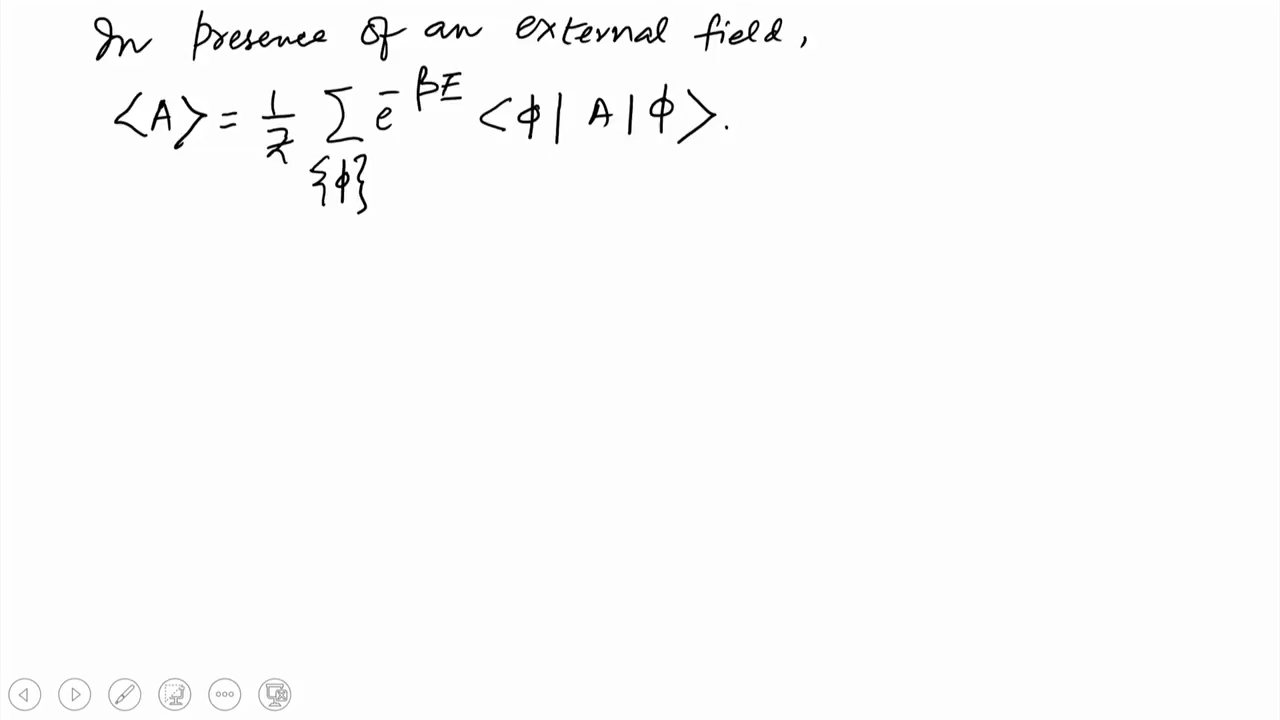 In presence of an external field,
<A> = 1/Z ∑ e^-βE <ϕ| A |ϕ>.
{ϕ}